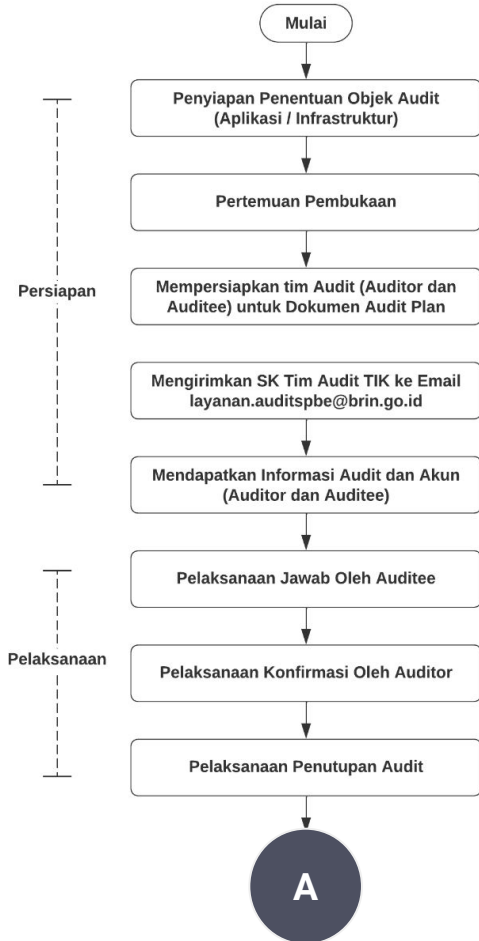 Mulai
Penyiapan Penentuan Objek Audit
(Aplikasi / Infrastruktur)
Pertemuan Pembukaan
Persiapan
Mempersiapkan tim Audit (Auditor dan
Auditee) untuk Dokumen Audit Plan
Mengirimkan SK Tim Audit TIK ke Email
layanan.auditspbe@brin.go.id
Mendapatkan Informasi Audit dan Akun
(Auditor dan Auditee)
Pelaksanaan Jawab Oleh Auditee
Pelaksanaan
Pelaksanaan Konfirmasi Oleh Auditor
Pelaksanaan Penutupan Audit
A